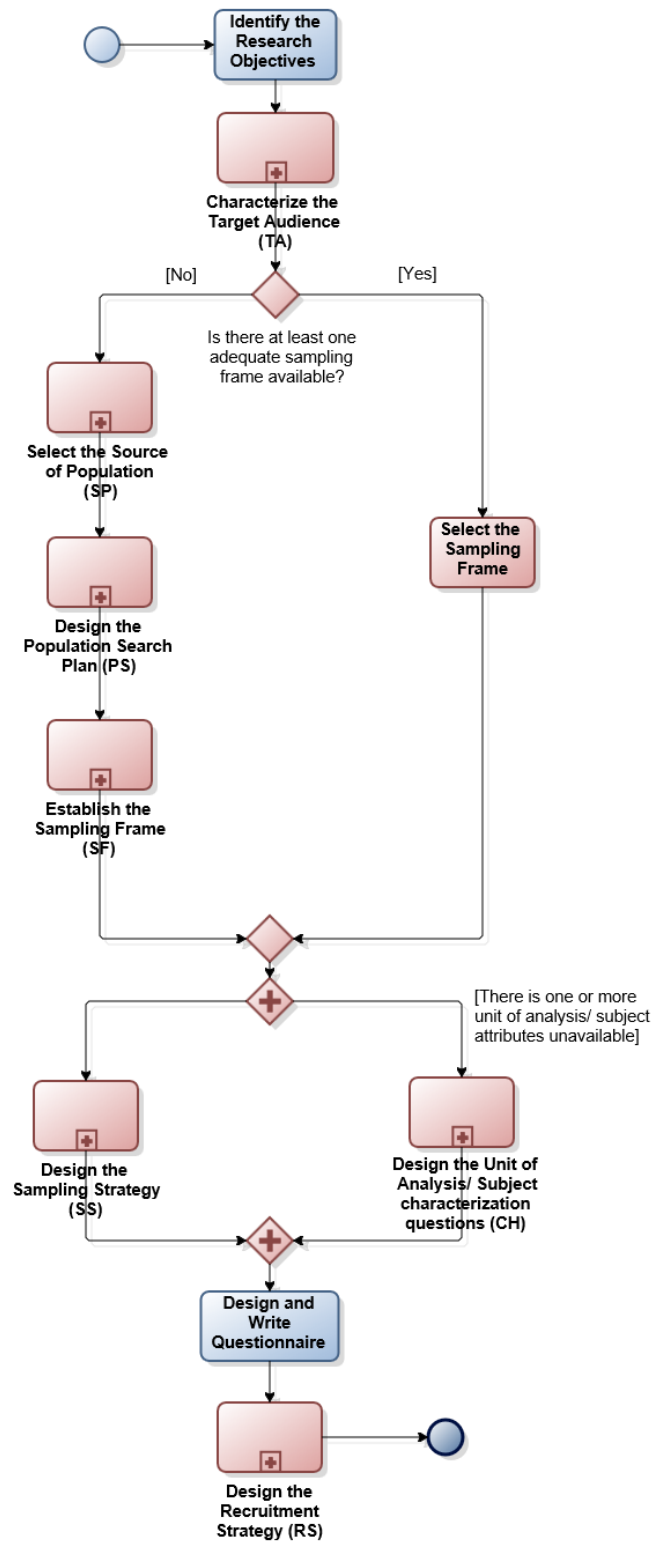 Identify the
Research
Objectives
Characterize the
Target Audience
(TA)
[No]
[Yes]
Is there at least one
adequate sampling
frame available?
Select the Source
of Population
(SP)
Select the
Sampling
Frame
Design the
Population Search
Plan (PS)
Establish the
Sampling Frame
(SF)
[There is one or more
unit of analysis/ subject
attributes unavailable]
Design the
Sampling Strategy
(SS)
Design the Unit of
Analysis/ Subject
characterization
questions (CH)
Design and
Write
Questionnaire
Design the
Recruitment
Strategy (RS)